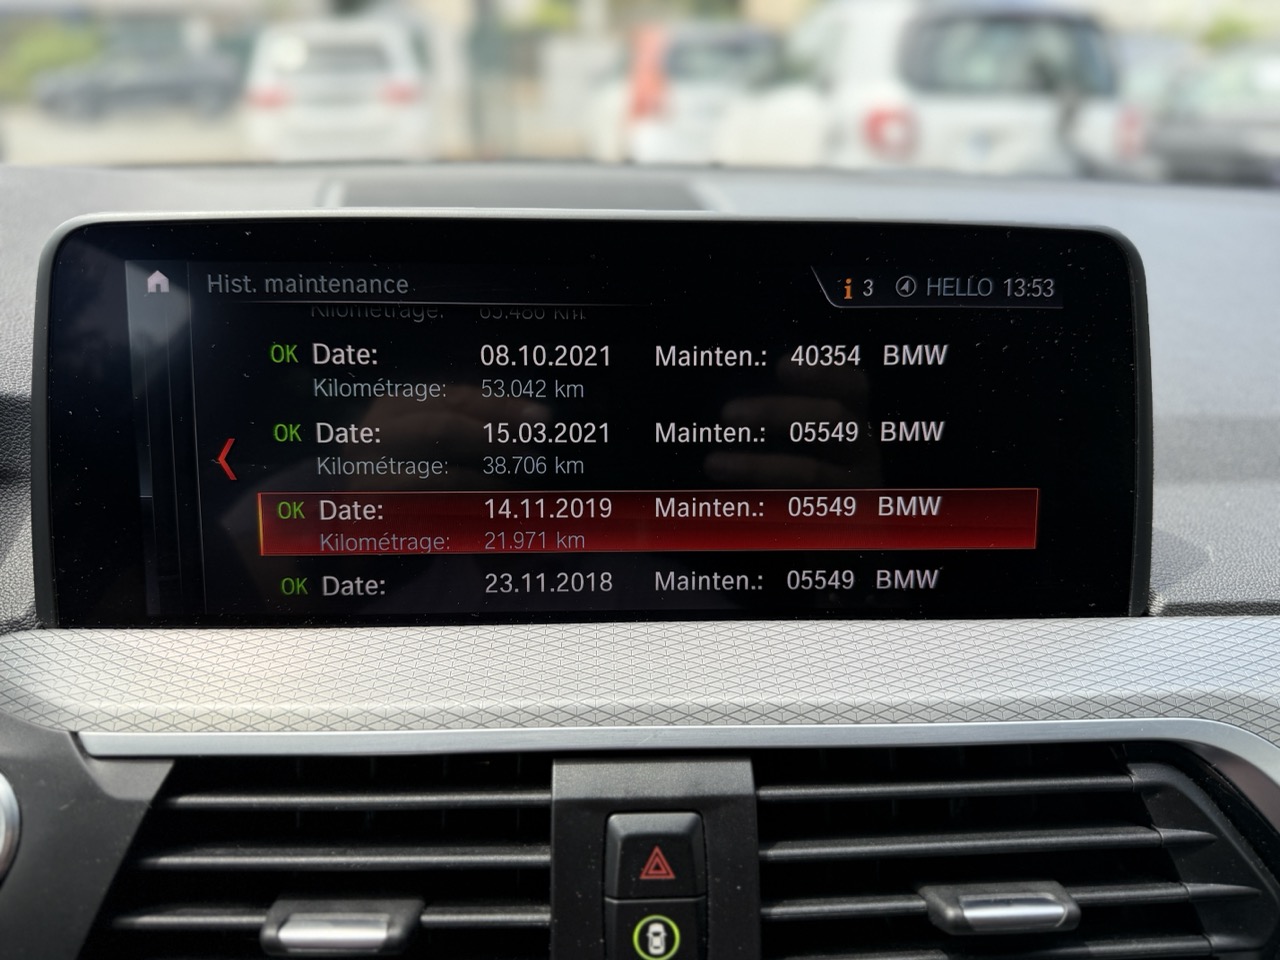 Hist. maintenance
i 3 HELLO 13:53
Kilométrage: km
OK Date: 08.10.2021 Mainten.: 40354 BMW
Kilométrage: 53.042 km
OK Date: 15.03.2021 Mainten.: 05549 BMW
Kilométrage: 38.706 km
OK Date: 14.11.2019 Mainten.: 05549 BMW
Kilométrage: 21.971 km
OK Date: 23.11.2018 Mainten.: 05549 BMW